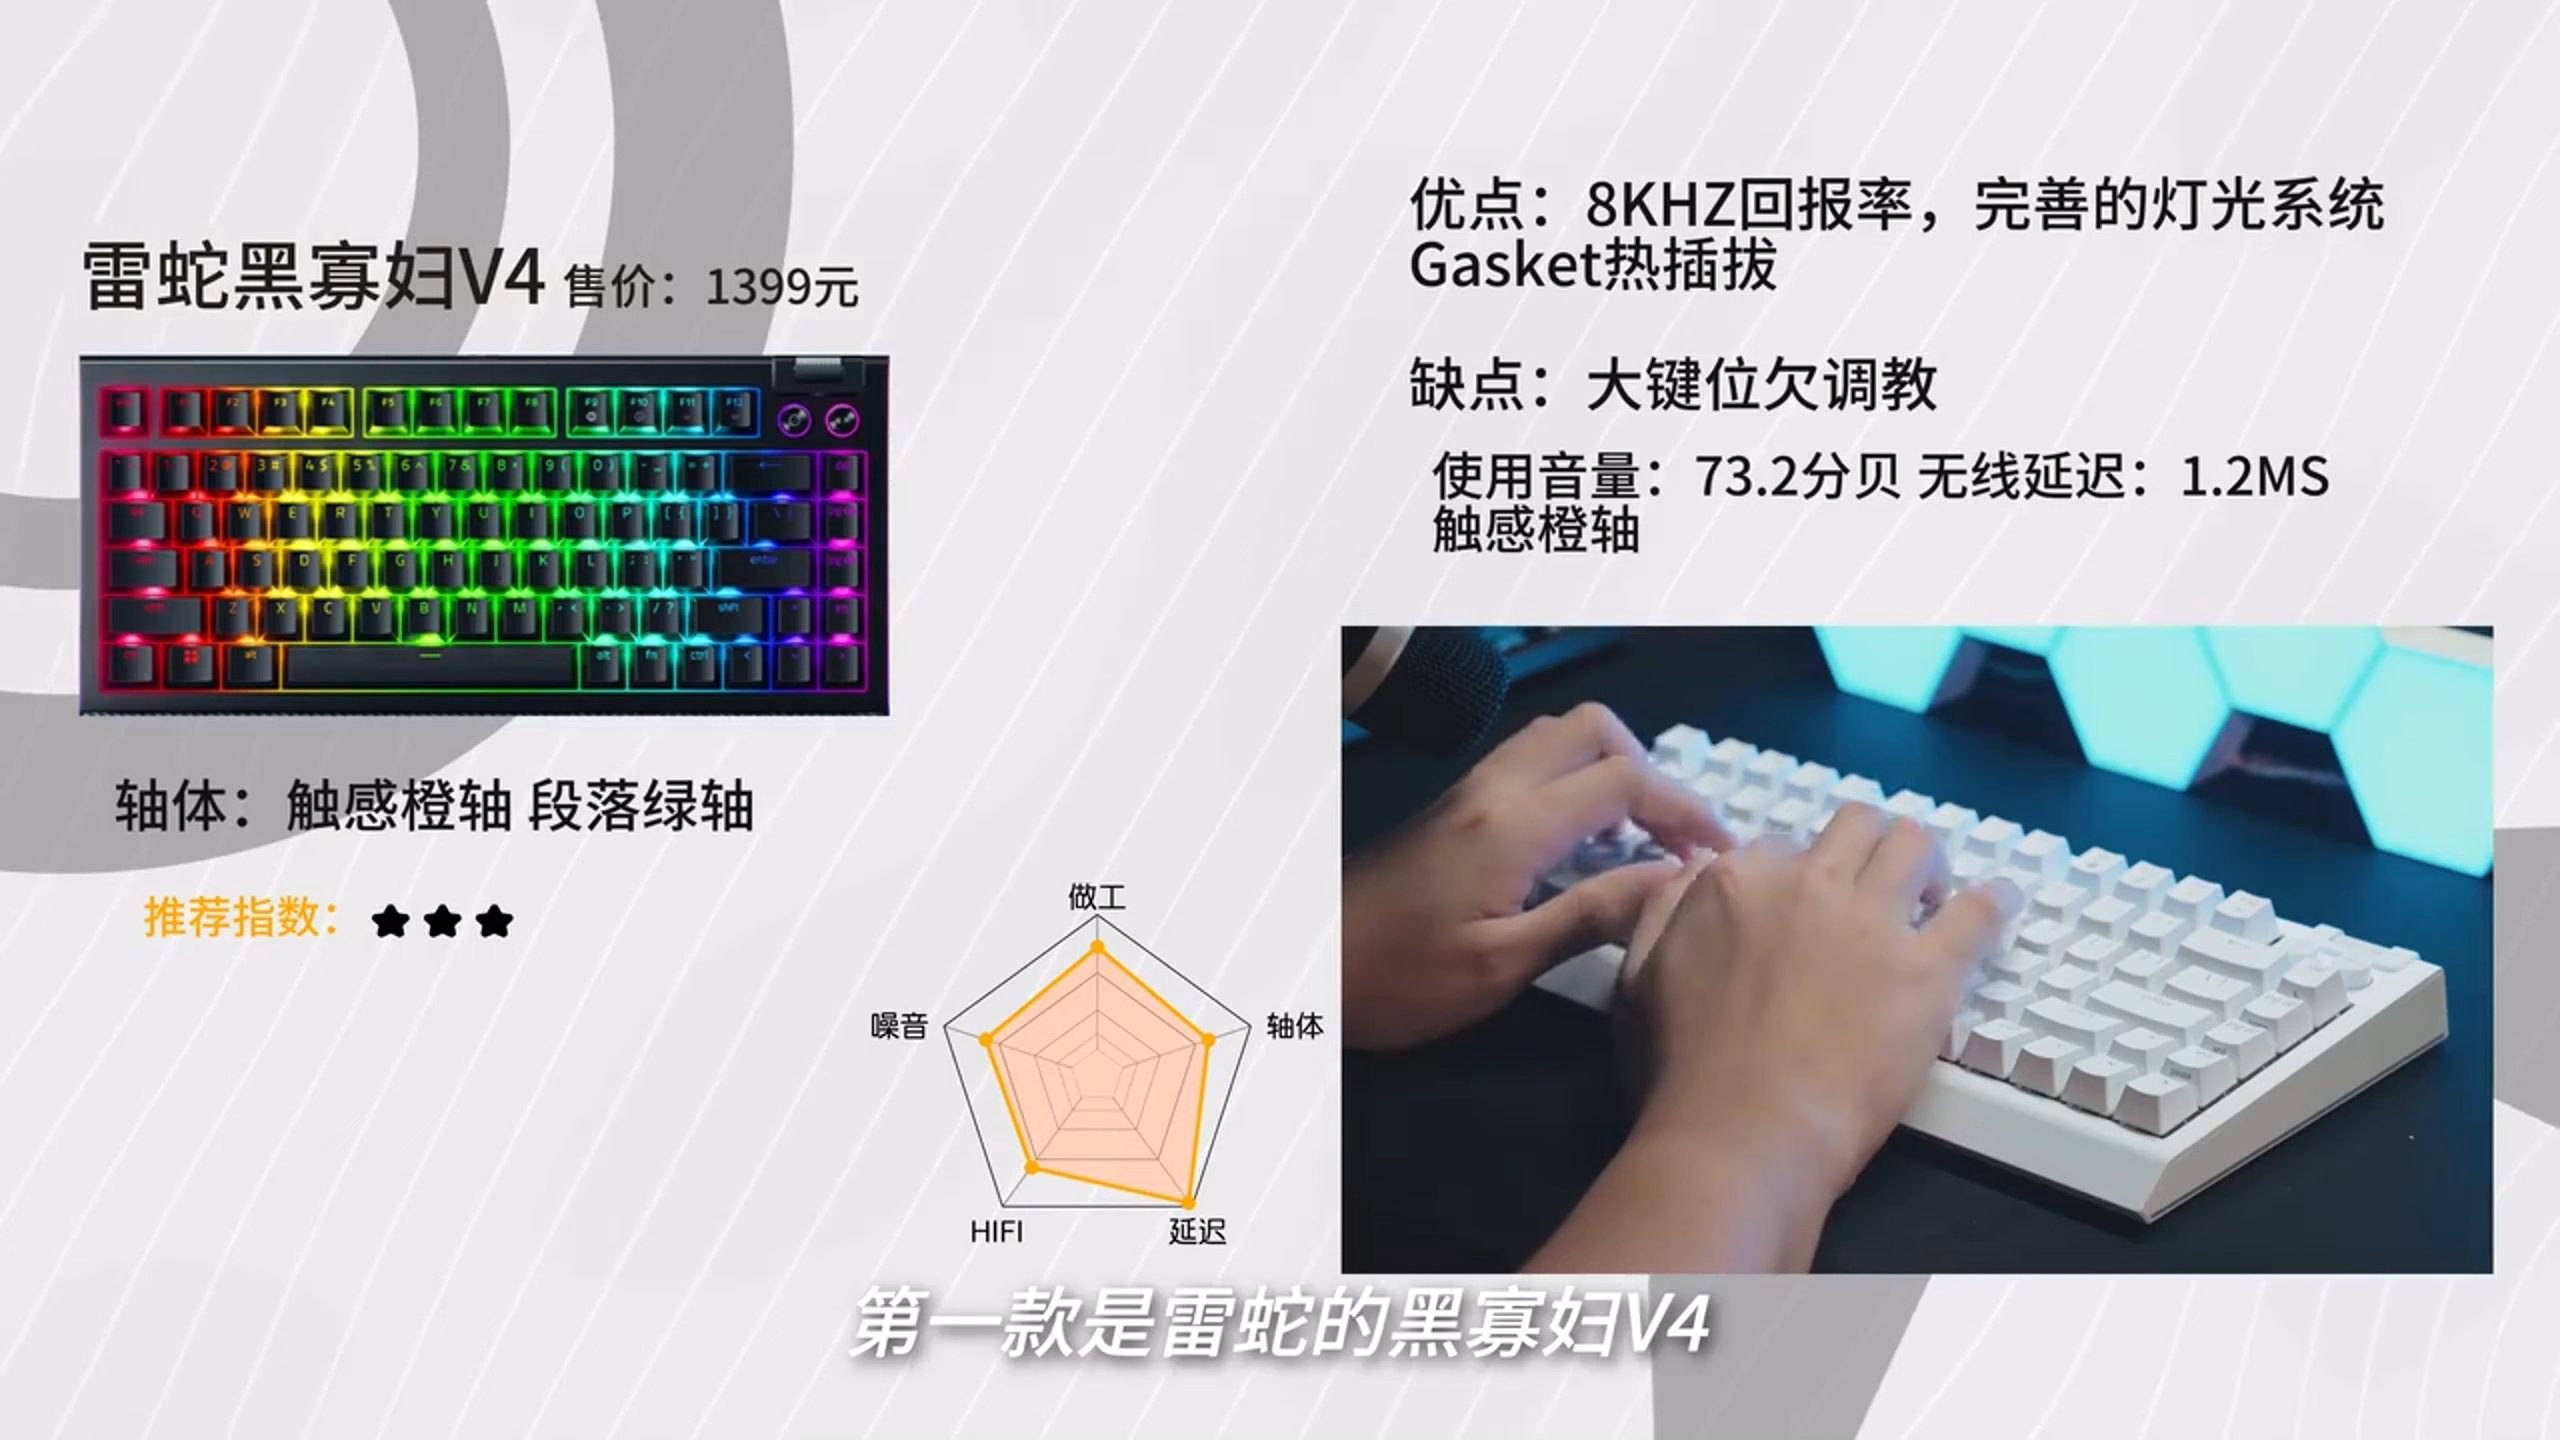 雷蛇黑寡妇V4 售价：1399元
轴体：触感橙轴 段落绿轴
推荐指数：★★★
优点：8KHZ回报率，完善的灯光系统
Gasket热插拔
缺点：大键位欠调教
使用音量：73.2分贝 无线延迟：1.2MS
触感橙轴
做工
噪音
轴体
HIFI
延迟
第一款是雷蛇的黑寡妇V4